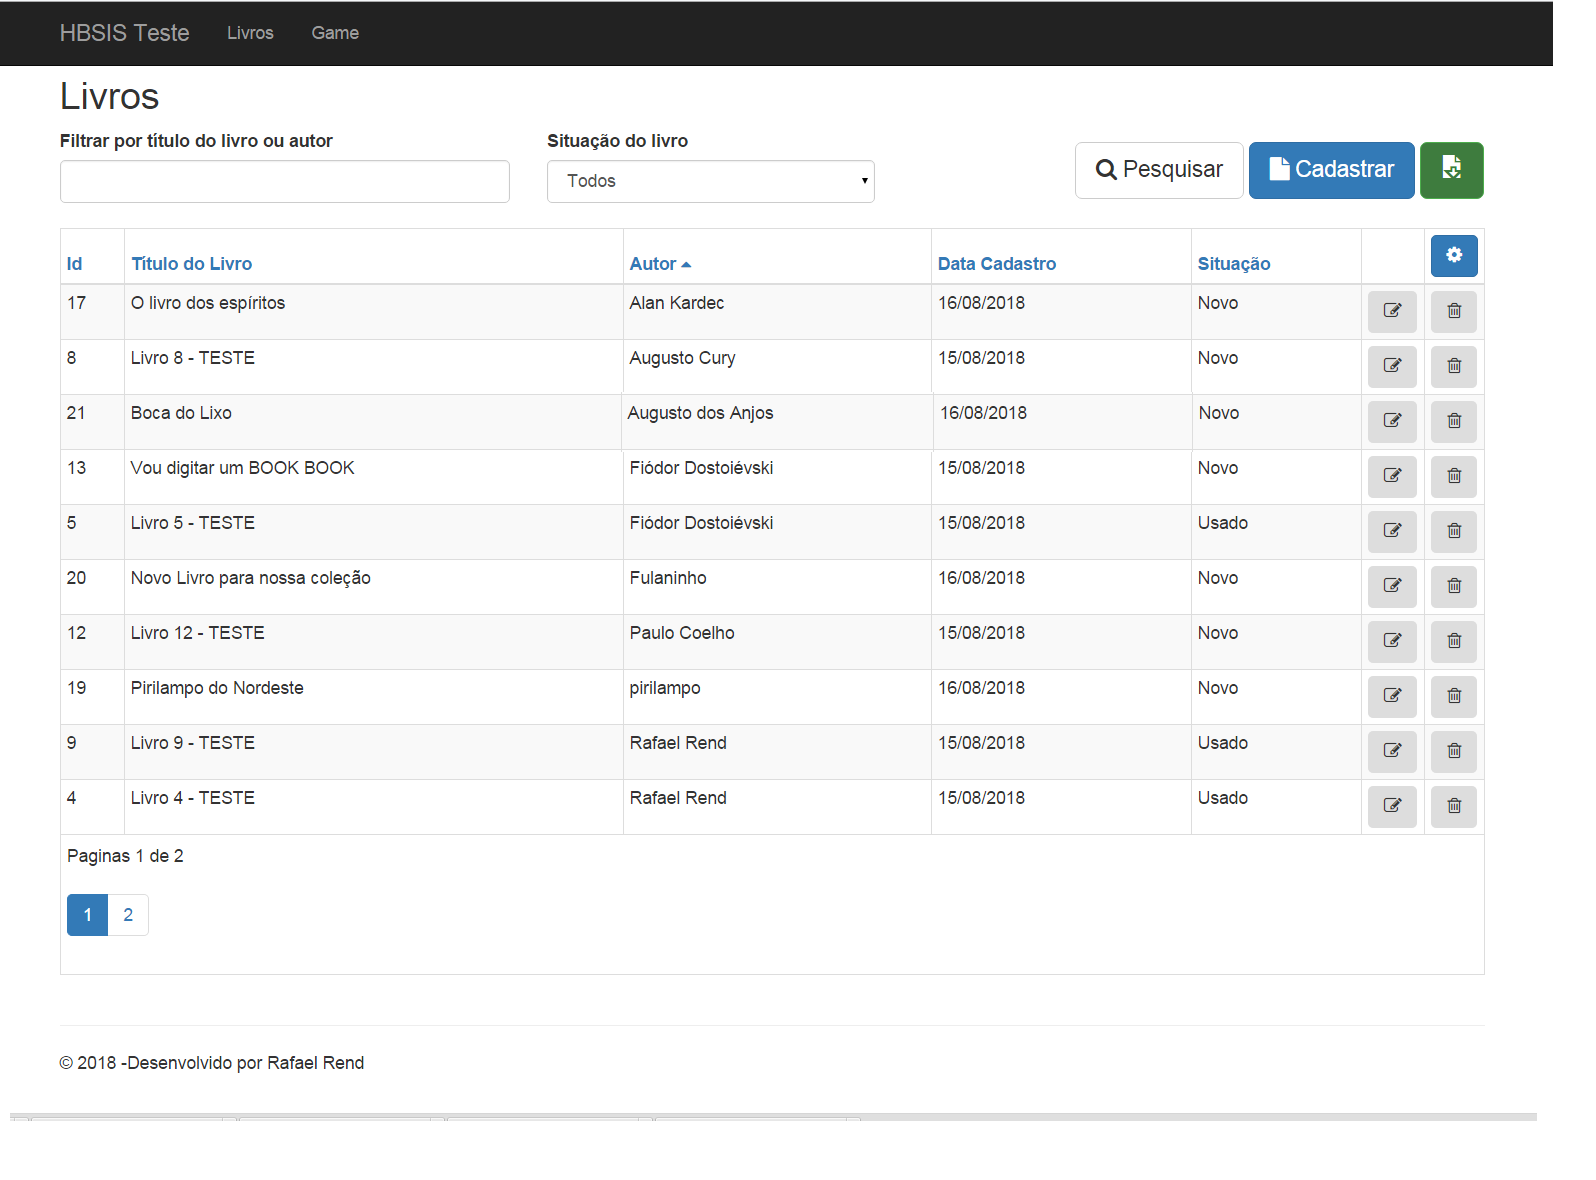 HBSIS Teste Livros Game
Livros
Filtrar por título do livro ou autor Situação do livro
Todos
Pesquisar Cadastrar
Id Título do Livro Autor Data Cadastro Situação
17 O livro dos espíritos Alan Kardec 16/08/2018 Novo
8 Livro 8 - TESTE Augusto Cury 15/08/2018 Novo
21 Boca do Lixo Augusto dos Anjos 16/08/2018 Novo
13 Vou digitar um BOOK BOOK Fiódor Dostoiévski 15/08/2018 Novo
5 Livro 5 - TESTE Fiódor Dostoiévski 15/08/2018 Usado
20 Novo Livro para nossa coleção Fulaninho 16/08/2018 Novo
12 Livro 12 - TESTE Paulo Coelho 15/08/2018 Novo
19 Pirilampo do Nordeste pirilampo 16/08/2018 Novo
9 Livro 9 - TESTE Rafael Rend 15/08/2018 Usado
4 Livro 4 - TESTE Rafael Rend 15/08/2018 Usado
Paginas 1 de 2
1 2
© 2018 -Desenvolvido por Rafael Rend